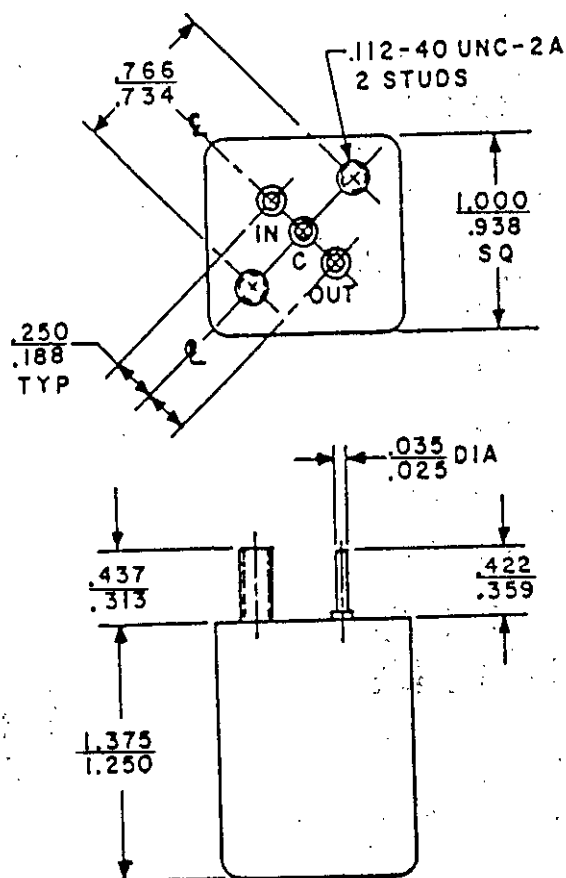 .766
.734
.112-40 UNC-2A
2 STUDS
℄
IN
C
OUT
1.000
.938
SQ
.250
.188
TYP
℄
.035
.025 DIA
.437
.313
.422
.359
1.375
1.250